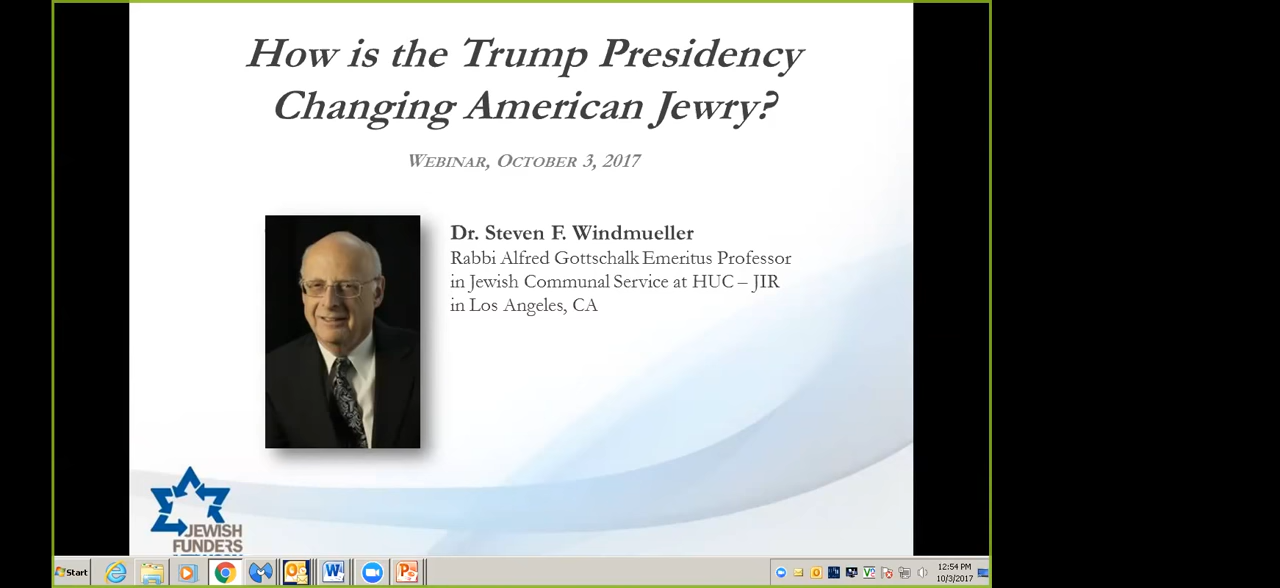 How is the Trump Presidency
Changing American Jewry?
WEBINAR, OCTOBER 3, 2017
Dr. Steven F. Windmueller
Rabbi Alfred Gottschalk Emeritus Professor
in Jewish Communal Service at HUC – JIR
in Los Angeles, CA
JEWISH
FUNDERS
Start
12:54 PM
10/3/2017